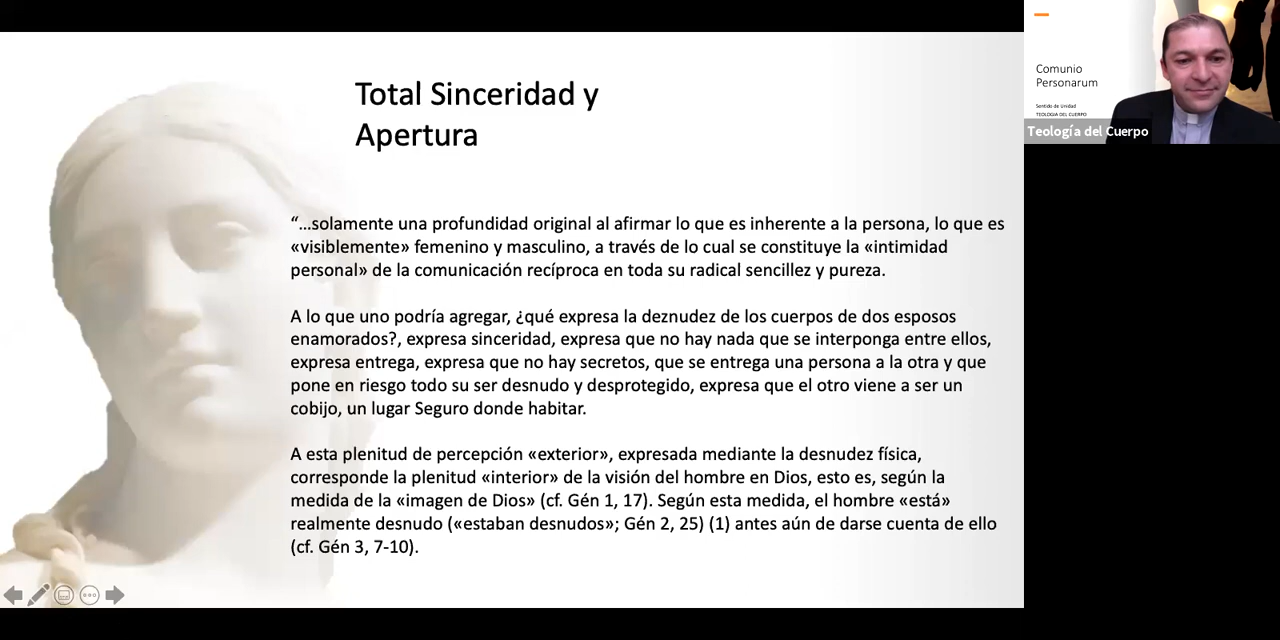 Total Sinceridad y
Apertura
“…solamente una profundidad original al afirmar lo que es inherente a la persona, lo que es
«visiblemente» femenino y masculino, a través de lo cual se constituye la «intimidad
personal» de la comunicación recíproca en toda su radical sencillez y pureza.
A lo que uno podría agregar, ¿qué expresa la deznudez de los cuerpos de dos esposos
enamorados?, expresa sinceridad, expresa que no hay nada que se interponga entre ellos,
expresa entrega, expresa que no hay secretos, que se entrega una persona a la otra y que
pone en riesgo todo su ser desnudo y desprotegido, expresa que el otro viene a ser un
cobijo, un lugar Seguro donde habitar.
A esta plenitud de percepción «exterior», expresada mediante la desnudez física,
corresponde la plenitud «interior» de la visión del hombre en Dios, esto es, según la
medida de la «imagen de Dios» (cf. Gén 1, 17). Según esta medida, el hombre «está»
realmente desnudo («estaban desnudos»; Gén 2, 25) (1) antes aún de darse cuenta de ello
(cf. Gén 3, 7-10).
Comunio
Personarum
Sentido de Unidad
TEOLOGIA DEL CUERPO
Teología del Cuerpo